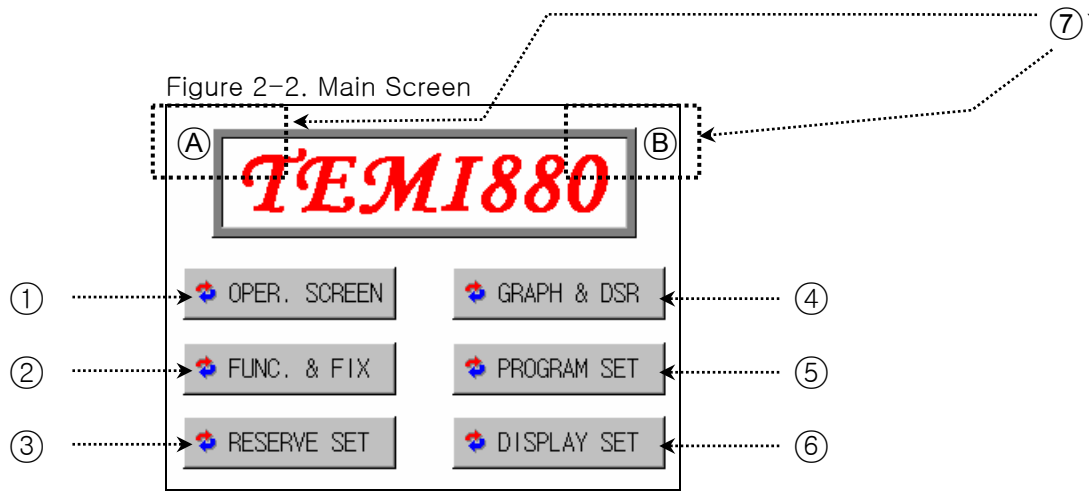 ⑦
Figure 2-2. Main Screen
Ⓐ Ⓑ
TEMI880
① OPER. SCREEN GRAPH & DSR ④
② FUNC. & FIX PROGRAM SET ⑤
③ RESERVE SET DISPLAY SET ⑥